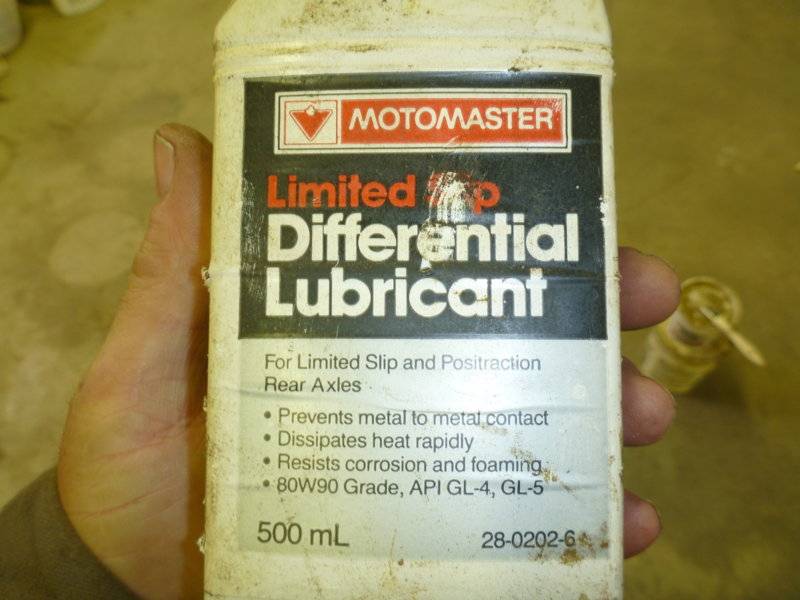 MOTOMASTER
Limited Slip
Differential
Lubricant
For Limited Slip and Positraction
Rear Axles
• Prevents metal to metal contact
• Dissipates heat rapidly
• Resists corrosion and foaming
• 80W90 Grade, API GL-4, GL-5
500 mL 28-0202-6